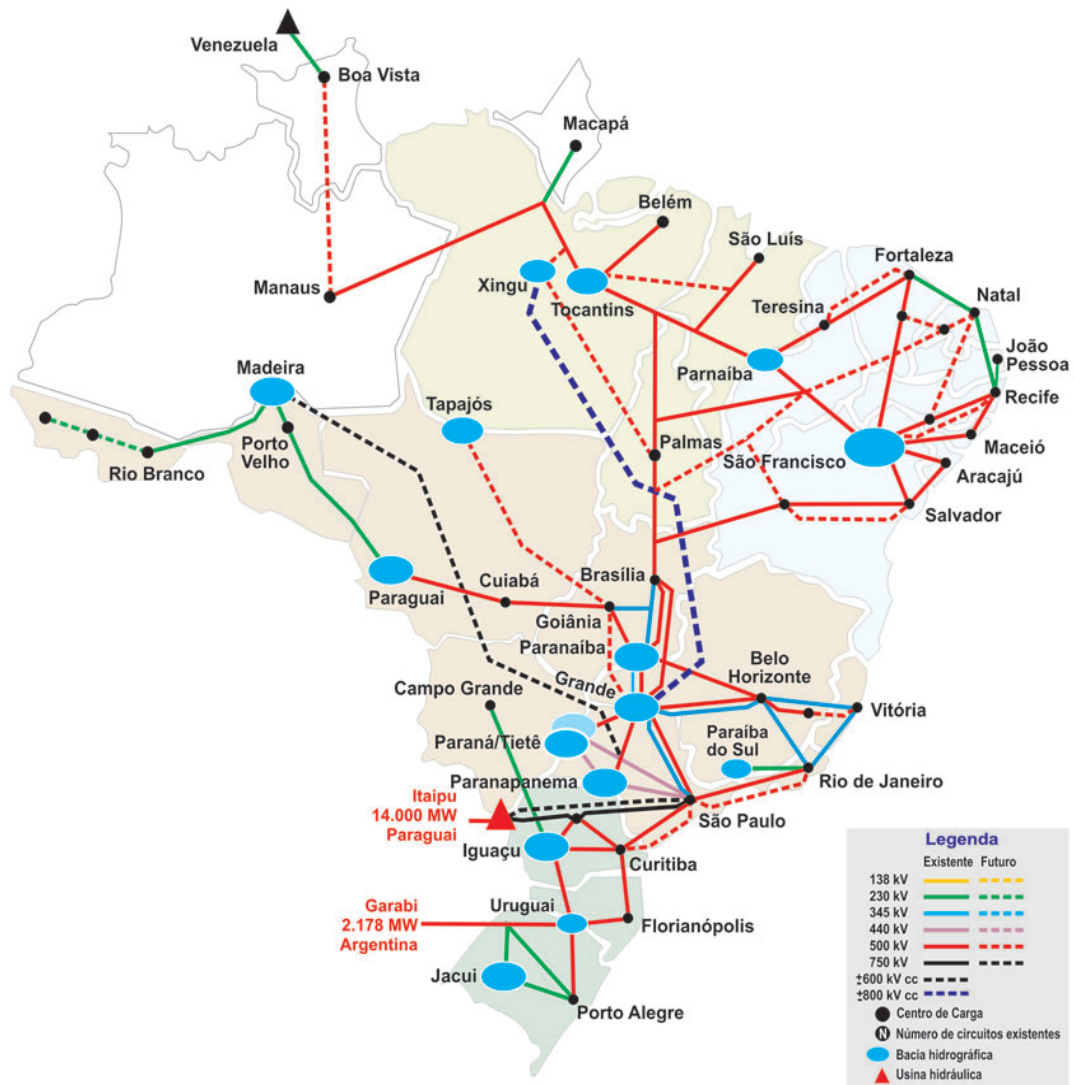 Venezuela
Boa Vista
Macapá
Belém
São Luís
Fortaleza
Xingu
Manaus
Tocantins
Teresina
Natal
João
Pessoa
Parnaíba
Madeira
Recife
Tapajós
Porto
Velho
Palmas
São Francisco
Maceió
Rio Branco
Aracajú
Salvador
Paraguai
Cuiabá
Brasília
Goiânia
Paranaíba
Belo
Horizonte
Grande
Campo Grande
Vitória
Paraná/Tietê
Paraíba
do Sul
Paranapanema
Rio de Janeiro
Itaipu
14.000 MW
Paraguai
São Paulo
Iguaçu
Curitiba
Garabi
2.178 MW
Argentina
Uruguai
Florianópolis
Jacui
Porto Alegre
Legenda
Existente Futuro
138 kV
230 kV
345 kV
440 kV
500 kV
750 kV
±600 kV cc
±800 kV cc
Centro de Carga
N Número de circuitos existentes
Bacia hidrográfica
Usina hidráulica